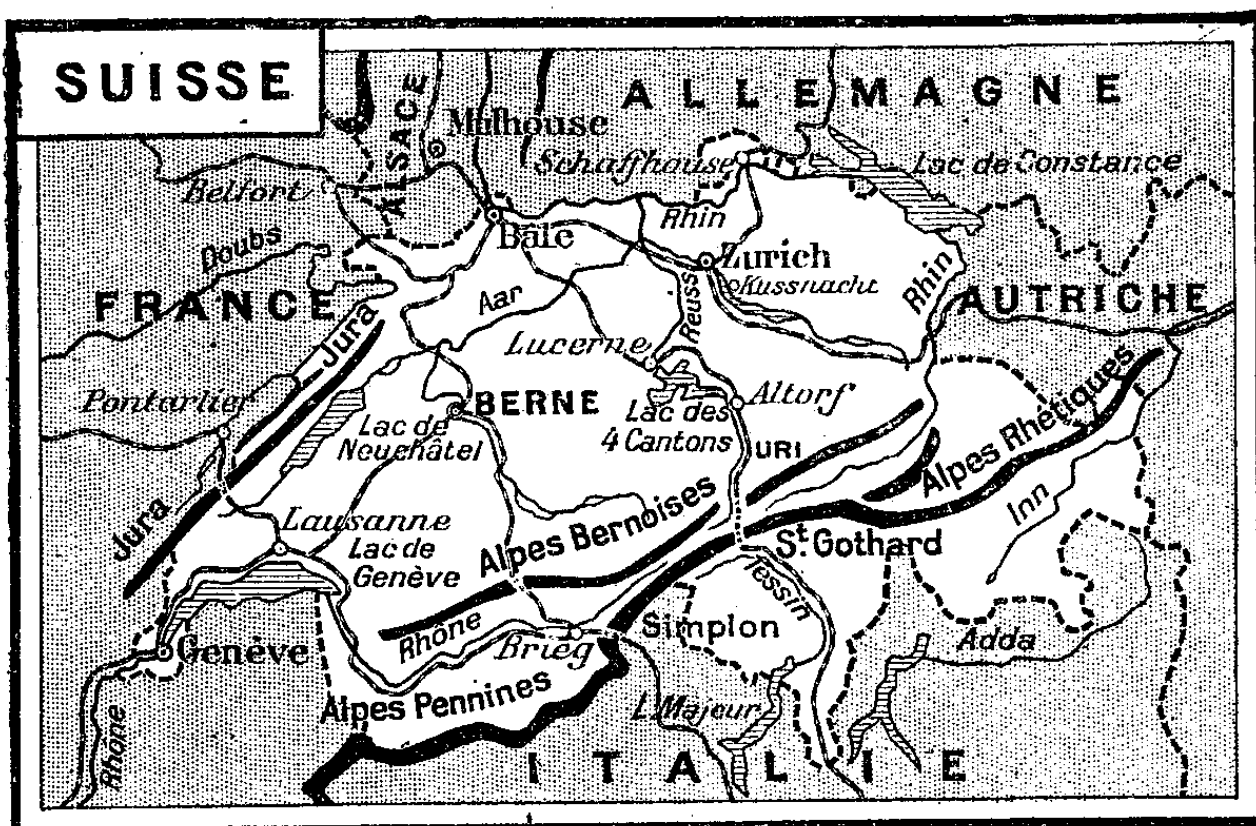 SUISSE
ALLEMAGNE
ALSACE
Mulhouse
Schaffhouse
Lac de Constance
Belfort
Rhin
Bâle
Doubs
Zurich
Kussnacht
Rhin
FRANCE
Aar
Reuss
AUTRICHE
Jura
Lucerne
Pontarlier
BERNE
Altorf
Lac de
Neuchâtel
Lac des
4 Cantons
URI
Alpes Rhétiques
Jura
Lausanne
Lac de
Genève
Alpes Bernoises
St. Gothard
Inn
Tessin
Rhône
Simplon
Adda
Genève
Brieg
Alpes Pennines
L. Majeur
Rhône
ITALIE